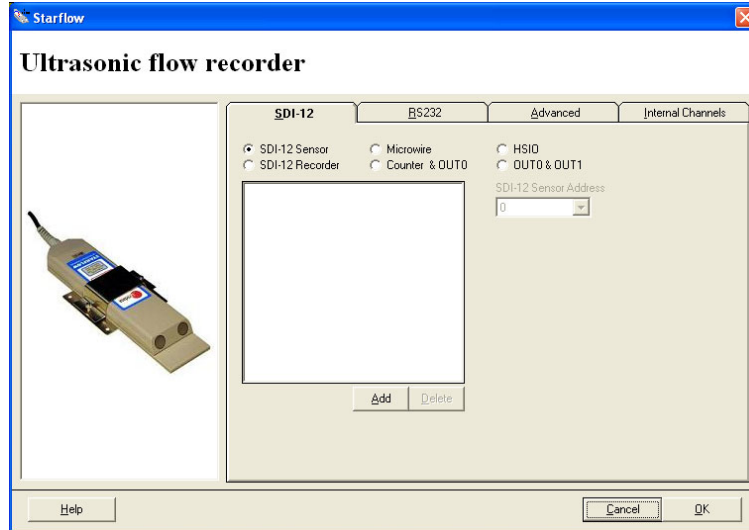 Starflow
Ultrasonic flow recorder
SDI-12 RS232 Advanced Internal Channels
SDI-12 Sensor Microwire HSIO
SDI-12 Recorder Counter & OUT0 OUT0 & OUT1
SDI-12 Sensor Address
0
Add Delete
Help Cancel OK